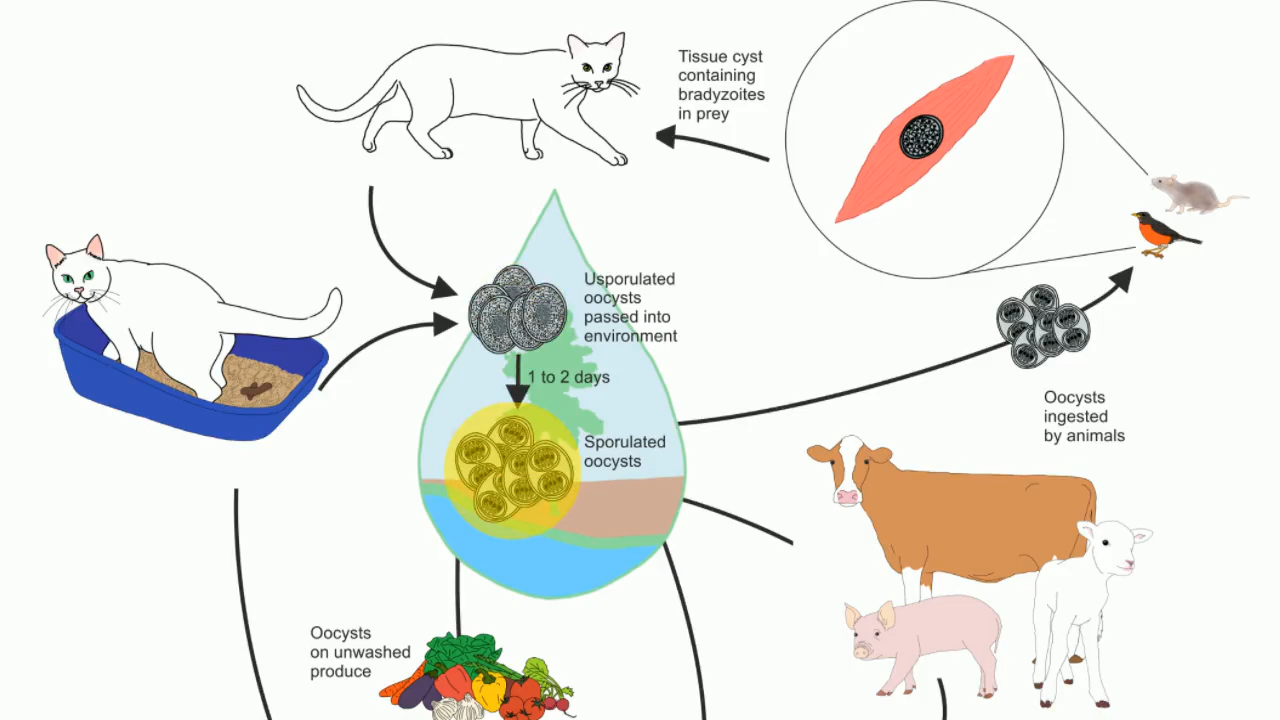 Tissue cyst
containing
bradyzoites
in prey
Usporulated
oocysts
passed into
environment
1 to 2 days
Sporulated
oocysts
Oocysts
ingested
by animals
Oocysts
on unwashed
produce